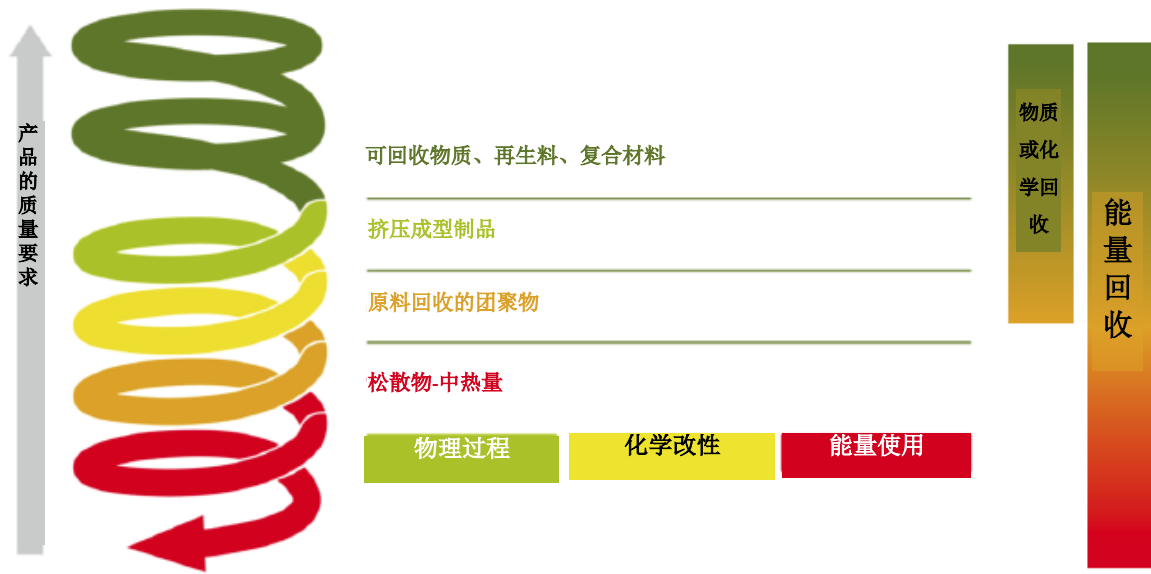 产品的质量要求
可回收物质、再生料、复合材料
挤压成型制品
原料回收的团聚物
松散物-中热量
物理过程
化学改性
能量使用
物质
或化
学回
收
能量回收